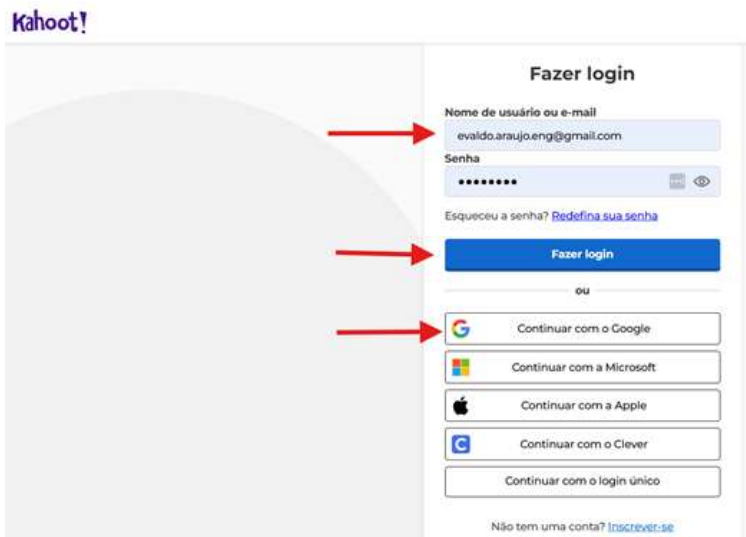 Kahoot!
Fazer login
Nome de usuário ou e-mail
evaldo.araujo.eng@gmail.com
Senha
••••••••
Esqueceu a senha? Redefina sua senha
Fazer login
ou
Continuar com o Google
Continuar com a Microsoft
Continuar com a Apple
Continuar com o Clever
Continuar com o login único
Não tem uma conta? Inscrever-se